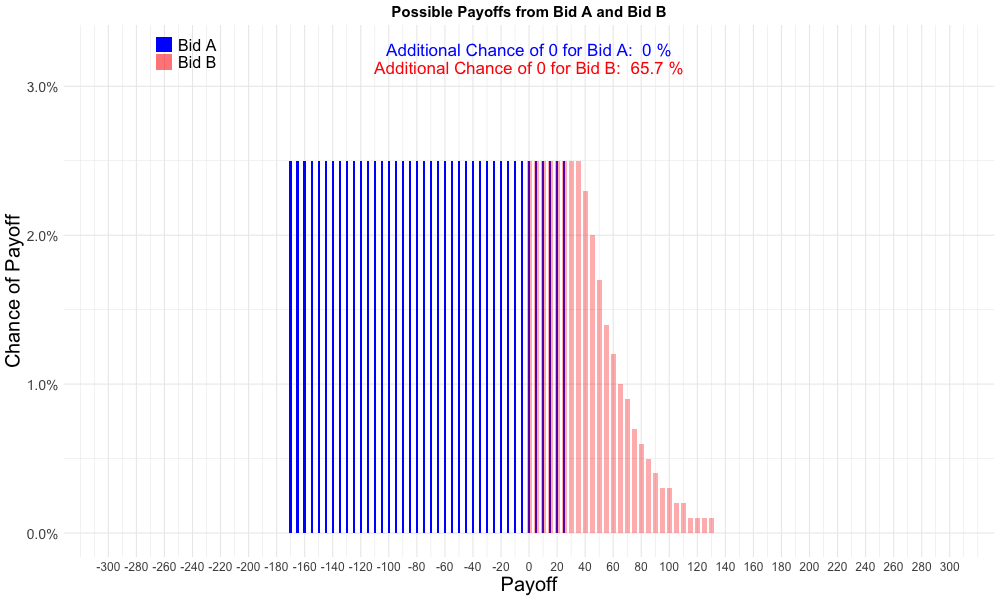 Possible Payoffs from Bid A and Bid B
Bid A
Bid B
Additional Chance of 0 for Bid A:  0 %
Additional Chance of 0 for Bid B:  65.7 %
Chance of Payoff
3.0%
2.0%
1.0%
0.0%
-300 -280 -260 -240 -220 -200 -180 -160 -140 -120 -100 -80 -60 -40 -20 0 20 40 60 80 100 120 140 160 180 200 220 240 260 280 300
Payoff